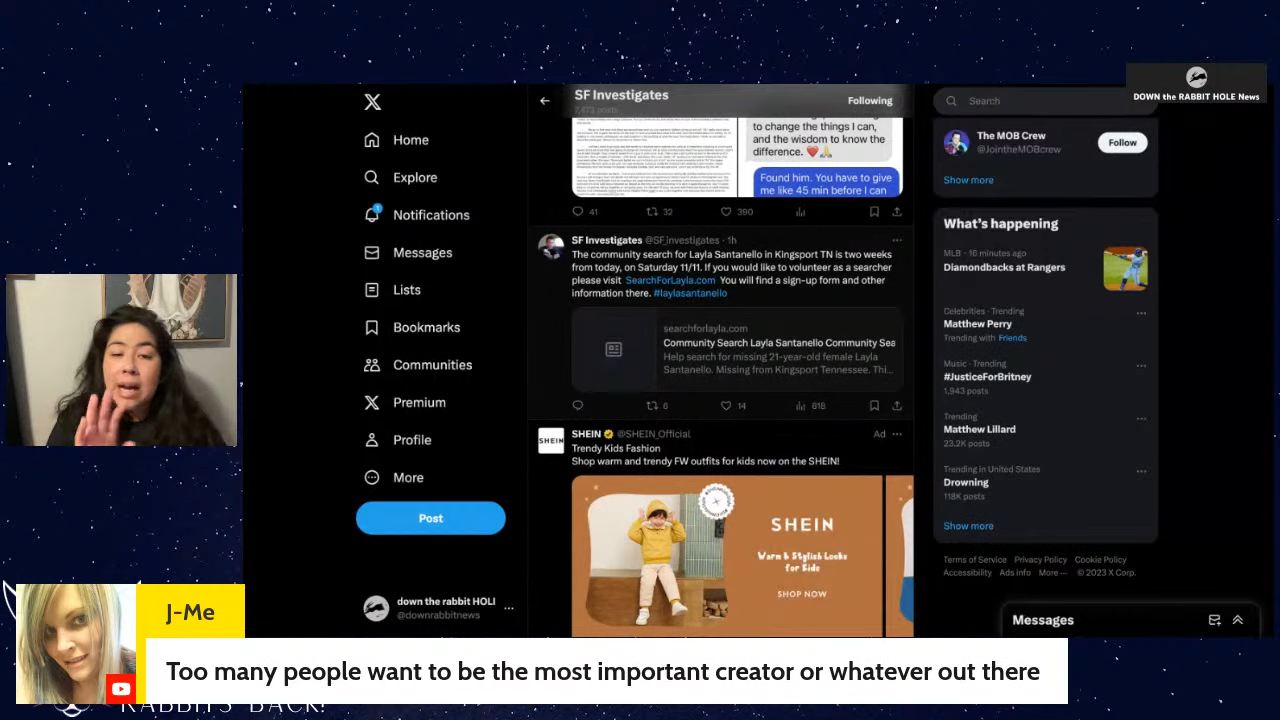 DOWN the RABBIT HOLE News
X
Home
Explore
1
Notifications
Messages
Lists
Bookmarks
Communities
Premium
Profile
More
Post
down the rabbit HOLI
@downrabbitnews
SF Investigates
Following
to change the things I can,
and the wisdom to know the
difference. ❤️🙏
Found him. You have to give
me like 45 min before I can
41 32 390
SF Investigates @SF_investigates · 1h
The community search for Layla Santanello in Kingsport TN is two weeks
from today, on Saturday 11/11. If you would like to volunteer as a searcher
please visit SearchForLayla.com You will find a sign-up form and other
information there. #laylasantanello
searchforlayla.com
Community Search Layla Santanello Community Sea
Help search for missing 21-year-old female Layla
Santanello. Missing from Kingsport Tennessee. Thi...
6 14 618
SHEIN
SHEIN @SHEIN_Official Ad
Trendy Kids Fashion
Shop warm and trendy FW outfits for kids now on the SHEIN!
SHEIN
Warm & Stylish Looks
for Kids
SHOP NOW
Search
The MOB Crew
@JointheMOBcrew
Follow
Show more
What's happening
MLB · 16 minutes ago
Diamondbacks at Rangers
Celebrities · Trending
Matthew Perry
Trending with Friends
Music · Trending
#JusticeForBritney
1,943 posts
Trending
Matthew Lillard
23.2K posts
Trending in United States
Drowning
118K posts
Show more
Terms of Service Privacy Policy Cookie Policy
Accessibility Ads info More ··· © 2023 X Corp.
Messages
J-Me
Too many people want to be the most important creator or whatever out there
RABBITS BACK!